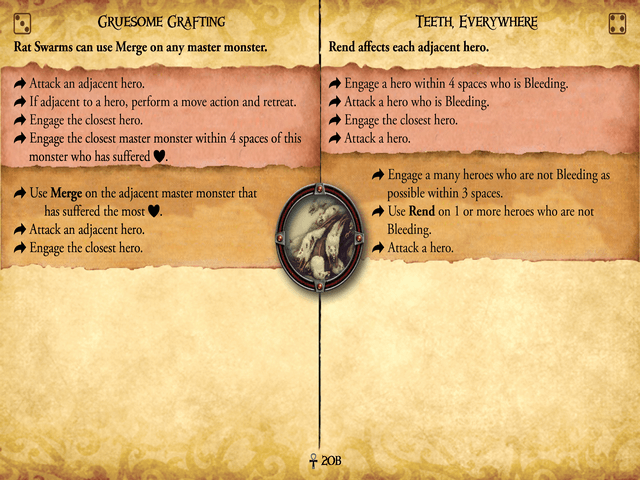 Gruesome Grafting
Rat Swarms can use Merge on any master monster.
Attack an adjacent hero.
If adjacent to a hero, perform a move action and retreat.
Engage the closest hero.
Engage the closest master monster within 4 spaces of this
monster who has suffered ♥.
Use Merge on the adjacent master monster that
has suffered the most ♥.
Attack an adjacent hero.
Engage the closest hero.
Teeth, Everywhere
Rend affects each adjacent hero.
Engage a hero within 4 spaces who is Bleeding.
Attack a hero who is Bleeding.
Engage the closest hero.
Attack a hero.
Engage a many heroes who are not Bleeding as
possible within 3 spaces.
Use Rend on 1 or more heroes who are not
Bleeding.
Attack a hero.
20B